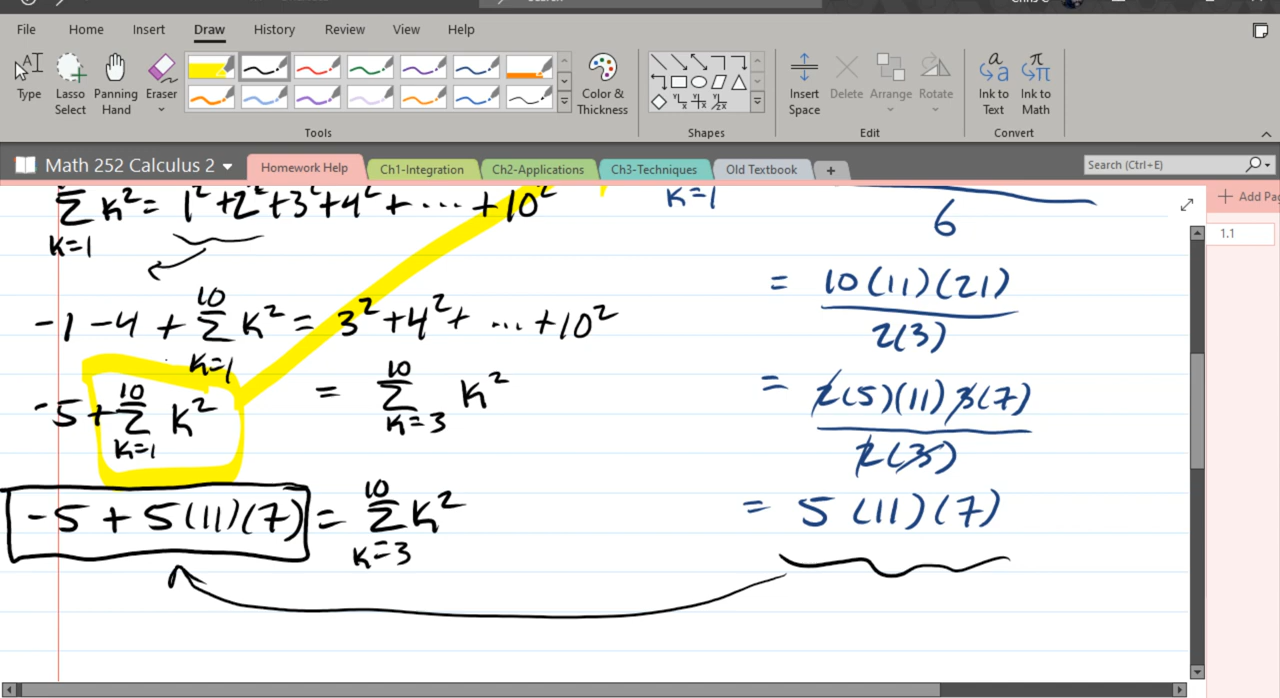 File Home Insert Draw History Review View Help
Type Lasso Select Panning Hand Eraser Color & Thickness Insert Space Delete Arrange Rotate Ink to Text Ink to Math
Tools Shapes Edit Convert
Math 252 Calculus 2 Homework Help Ch1-Integration Ch2-Applications Ch3-Techniques Old Textbook + Search (Ctrl+E)
+ Add Pag
1.1
Σ K² = 1² + 2² + 3² + 4² + ... + 10²
K=1
-1 -4 + 10 Σ K=1 K² = 3² + 4² + ... + 10²
-5 + 10 Σ K=1 K² = 10 Σ K=3 K²
-5 + 5(11)(7) = 10 Σ K=3 K²
K=1
6
= 10(11)(21)
2(3)
= 2(5)(11)3(7)
2(3)
= 5(11)(7)